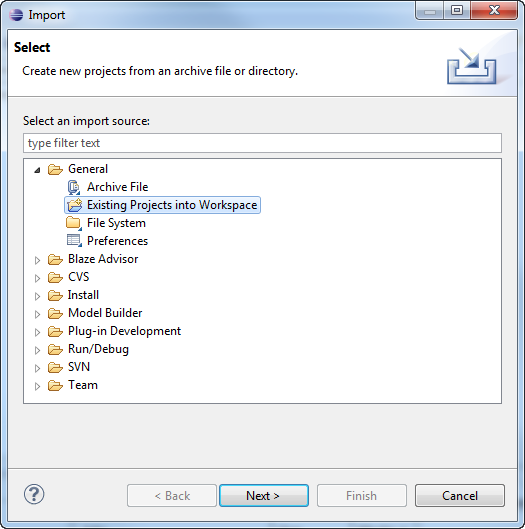 Import
Select
Create new projects from an archive file or directory.
Select an import source:
type filter text
General
Archive File
Existing Projects into Workspace
File System
Preferences
Blaze Advisor
CVS
Install
Model Builder
Plug-in Development
Run/Debug
SVN
Team
?
< Back
Next >
Finish
Cancel